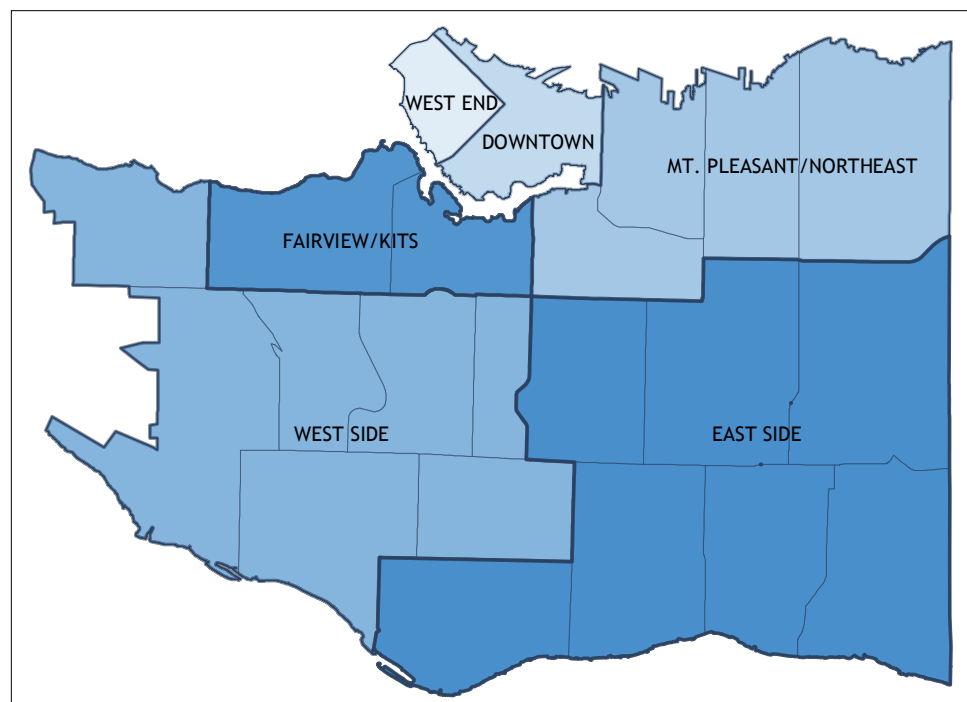 WEST END
DOWNTOWN
MT. PLEASANT/NORTHEAST
FAIRVIEW/KITS
WEST SIDE
EAST SIDE